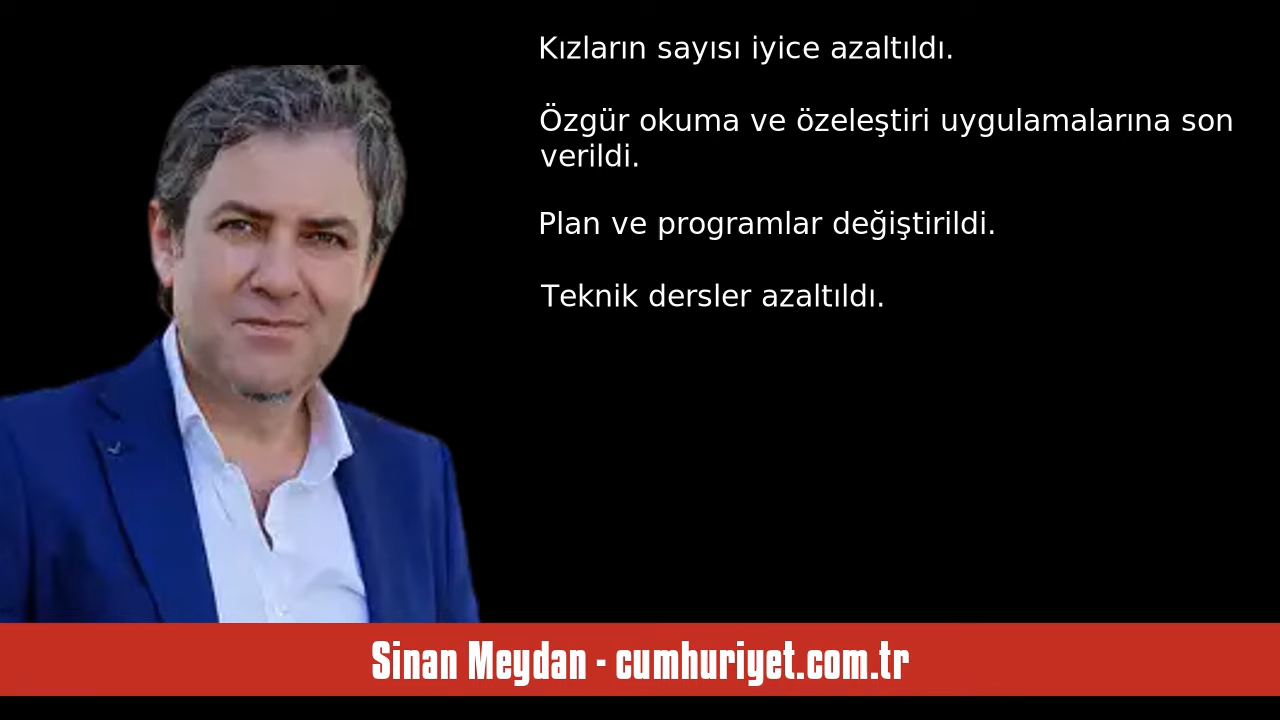 Kızların sayısı iyice azaltıldı.
Özgür okuma ve özeleştiri uygulamalarına son
verildi.
Plan ve programlar değiştirildi.
Teknik dersler azaltıldı.
Sinan Meydan - cumhuriyet.com.tr